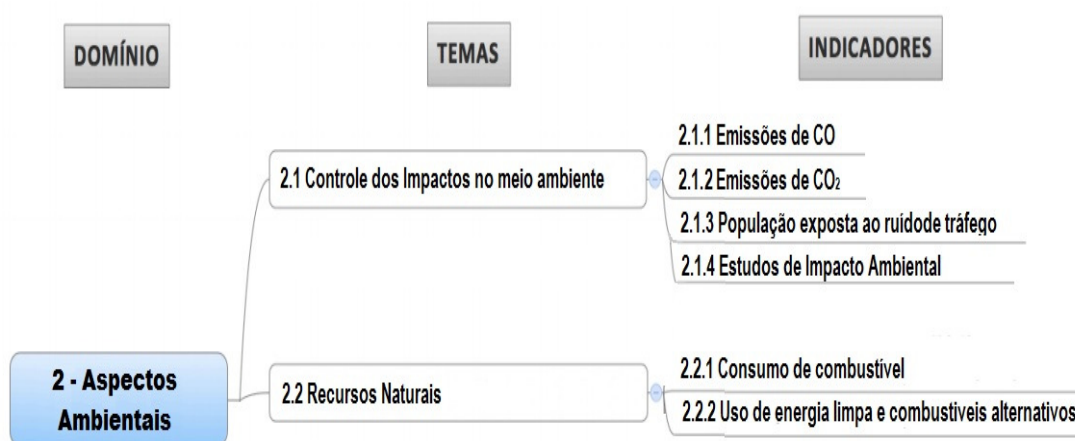 DOMÍNIO
TEMAS
INDICADORES
2.1 Controle dos Impactos no meio ambiente
2.1.1 Emissões de CO
2.1.2 Emissões de CO₂
2.1.3 População exposta ao ruídode tráfego
2.1.4 Estudos de Impacto Ambiental
2 - Aspectos
Ambientais
2.2 Recursos Naturais
2.2.1 Consumo de combustível
2.2.2 Uso de energia limpa e combustiveis alternativos